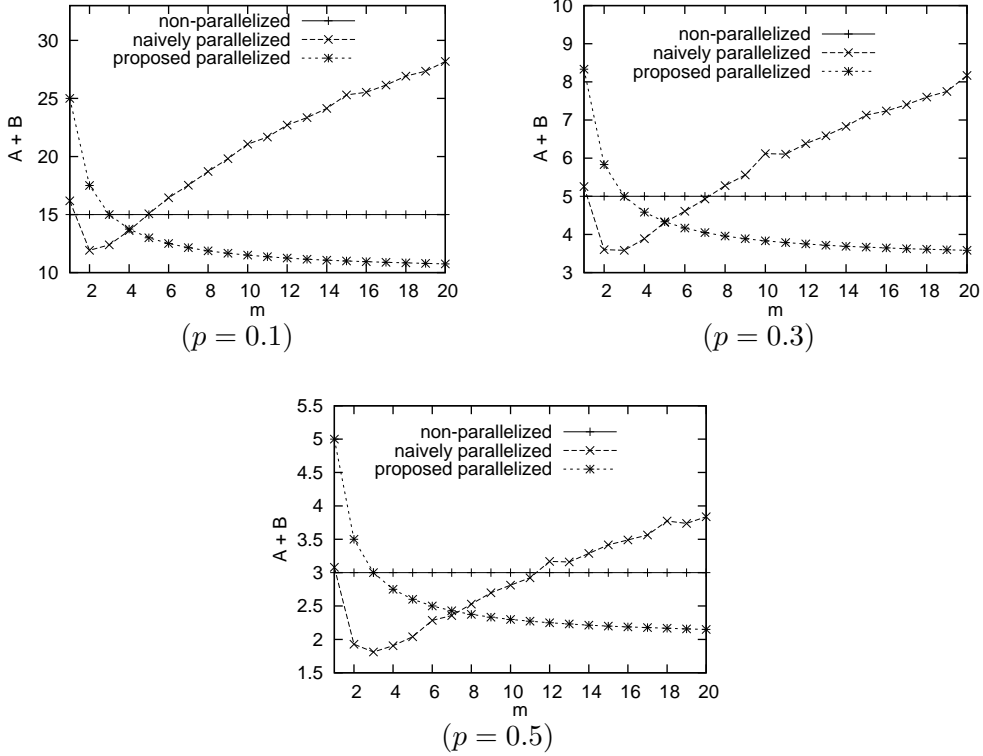 non-parallelized
naively parallelized
proposed parallelized
A + B
30
25
20
15
10
2 4 6 8 10 12 14 16 18 20
m
(p = 0.1)
non-parallelized
naively parallelized
proposed parallelized
A + B
10
9
8
7
6
5
4
3
2 4 6 8 10 12 14 16 18 20
m
(p = 0.3)
non-parallelized
naively parallelized
proposed parallelized
A + B
5.5
5
4.5
4
3.5
3
2.5
2
1.5
2 4 6 8 10 12 14 16 18 20
m
(p = 0.5)